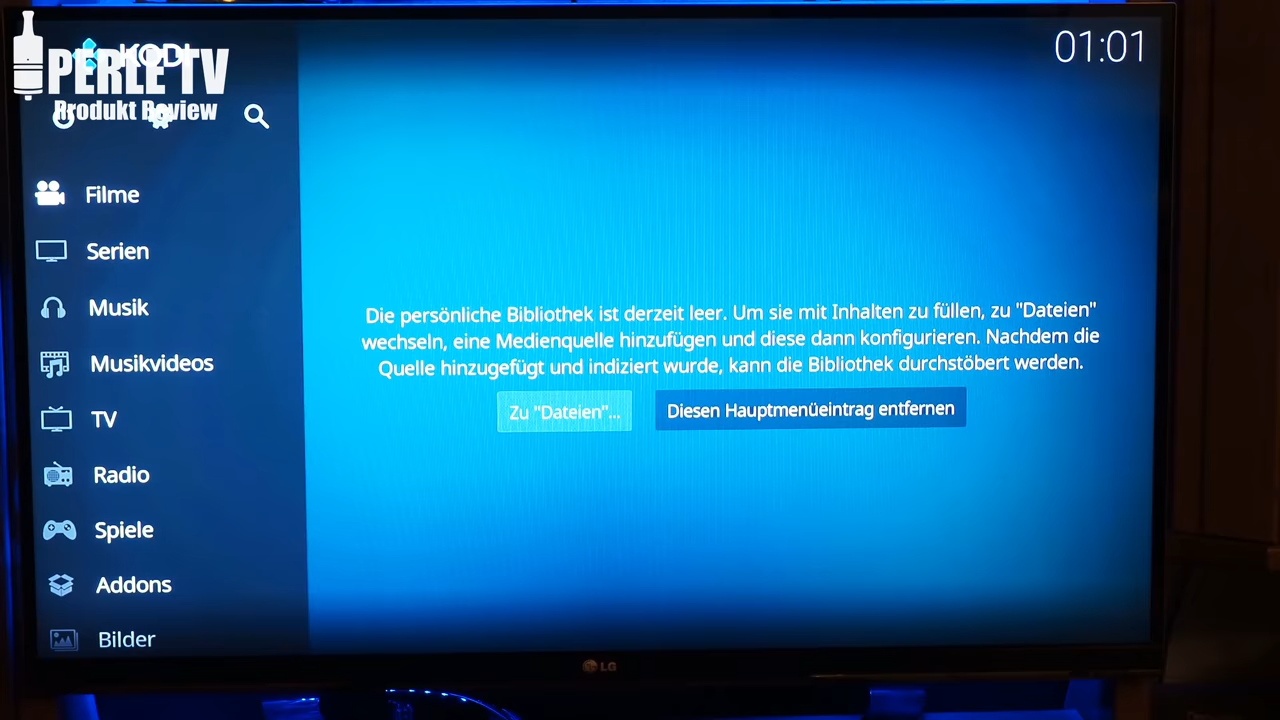 KODI
PERLE TV
Produkt Review
01:01
Filme
Serien
Musik
Musikvideos
TV
Radio
Spiele
Addons
Bilder
Die persönliche Bibliothek ist derzeit leer. Um sie mit Inhalten zu füllen, zu "Dateien"
wechseln, eine Medienquelle hinzufügen und diese dann konfigurieren. Nachdem die
Quelle hinzugefügt und indiziert wurde, kann die Bibliothek durchstöbert werden.
Zu "Dateien"...
Diesen Hauptmenüeintrag entfernen
LG